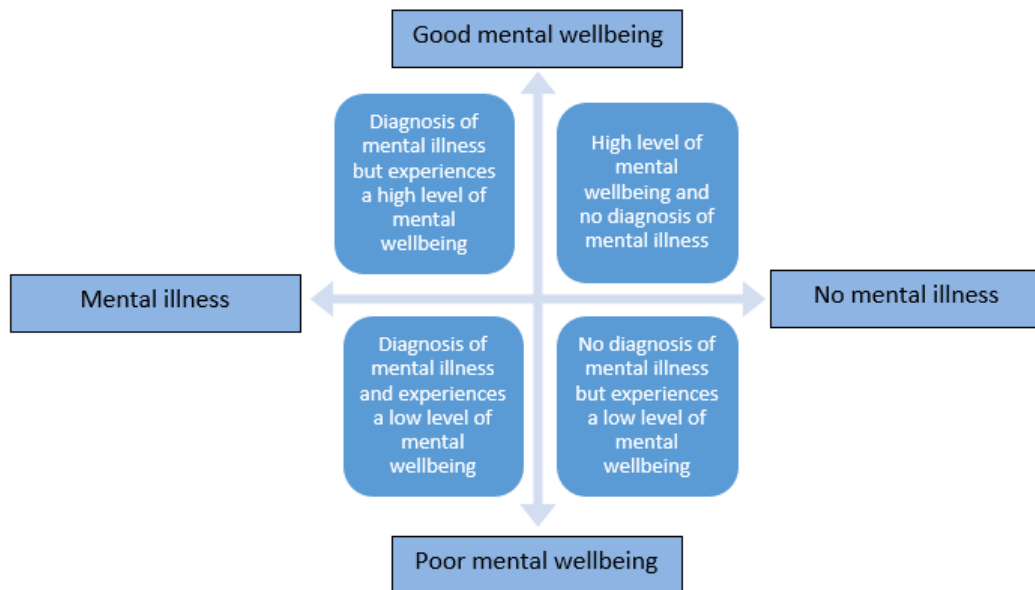 Good mental wellbeing
Diagnosis of
mental illness
but experiences
a high level of
mental
wellbeing
High level of
mental
wellbeing and
no diagnosis of
mental illness
Mental illness
No mental illness
Diagnosis of
mental illness
and experiences
a low level of
mental
wellbeing
No diagnosis of
mental illness
but experiences
a low level of
mental
wellbeing
Poor mental wellbeing